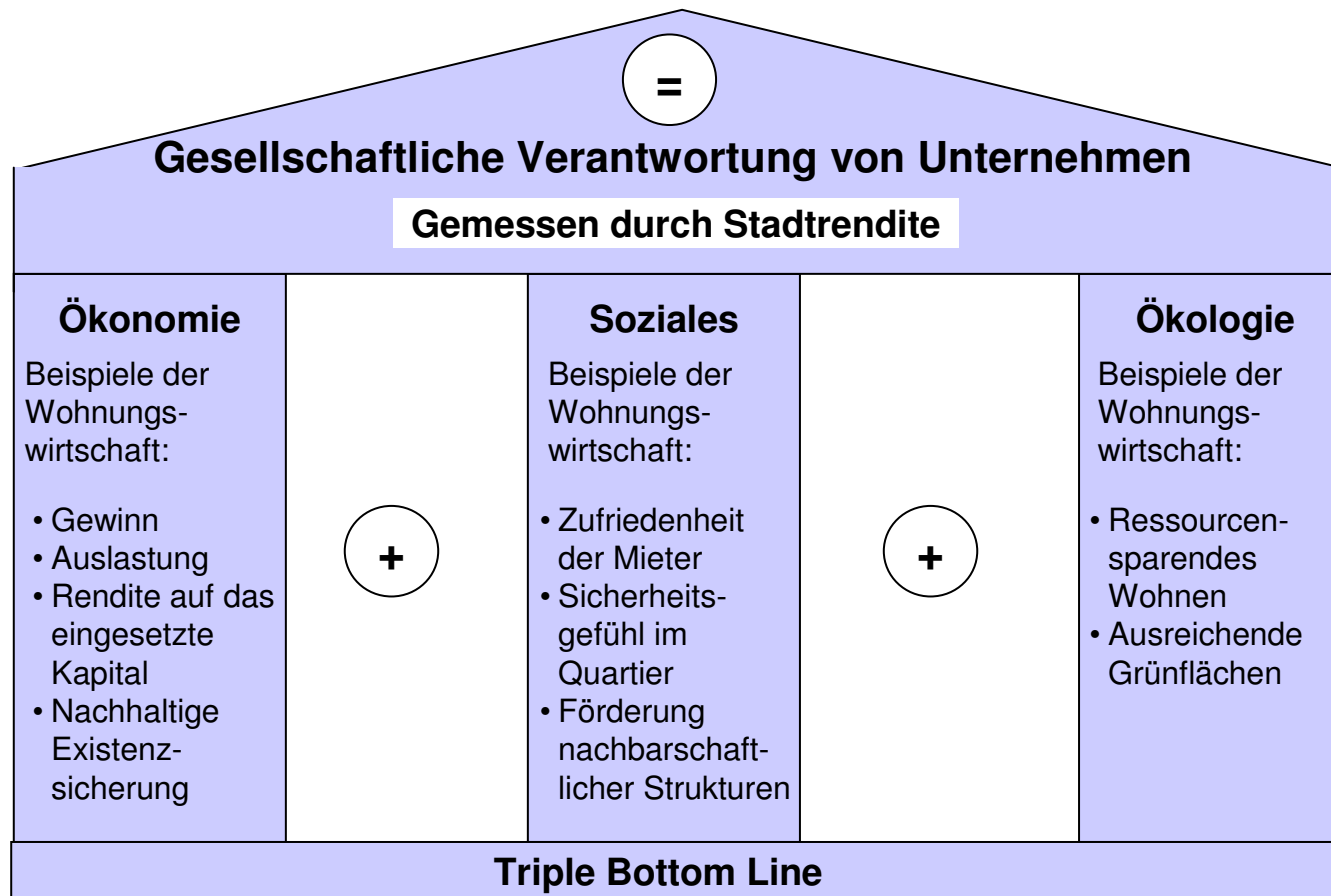 =
Gesellschaftliche Verantwortung von Unternehmen
Gemessen durch Stadtrendite
Ökonomie
Beispiele der
Wohnungs-
wirtschaft:
• Gewinn
• Auslastung
• Rendite auf das
eingesetzte
Kapital
• Nachhaltige
Existenz-
sicherung
+
Soziales
Beispiele der
Wohnungs-
wirtschaft:
• Zufriedenheit
der Mieter
• Sicherheits-
gefühl im
Quartier
• Förderung
nachbarschaft-
licher Strukturen
+
Ökologie
Beispiele der
Wohnungs-
wirtschaft:
• Ressourcen-
sparendes
Wohnen
• Ausreichende
Grünflächen
Triple Bottom Line